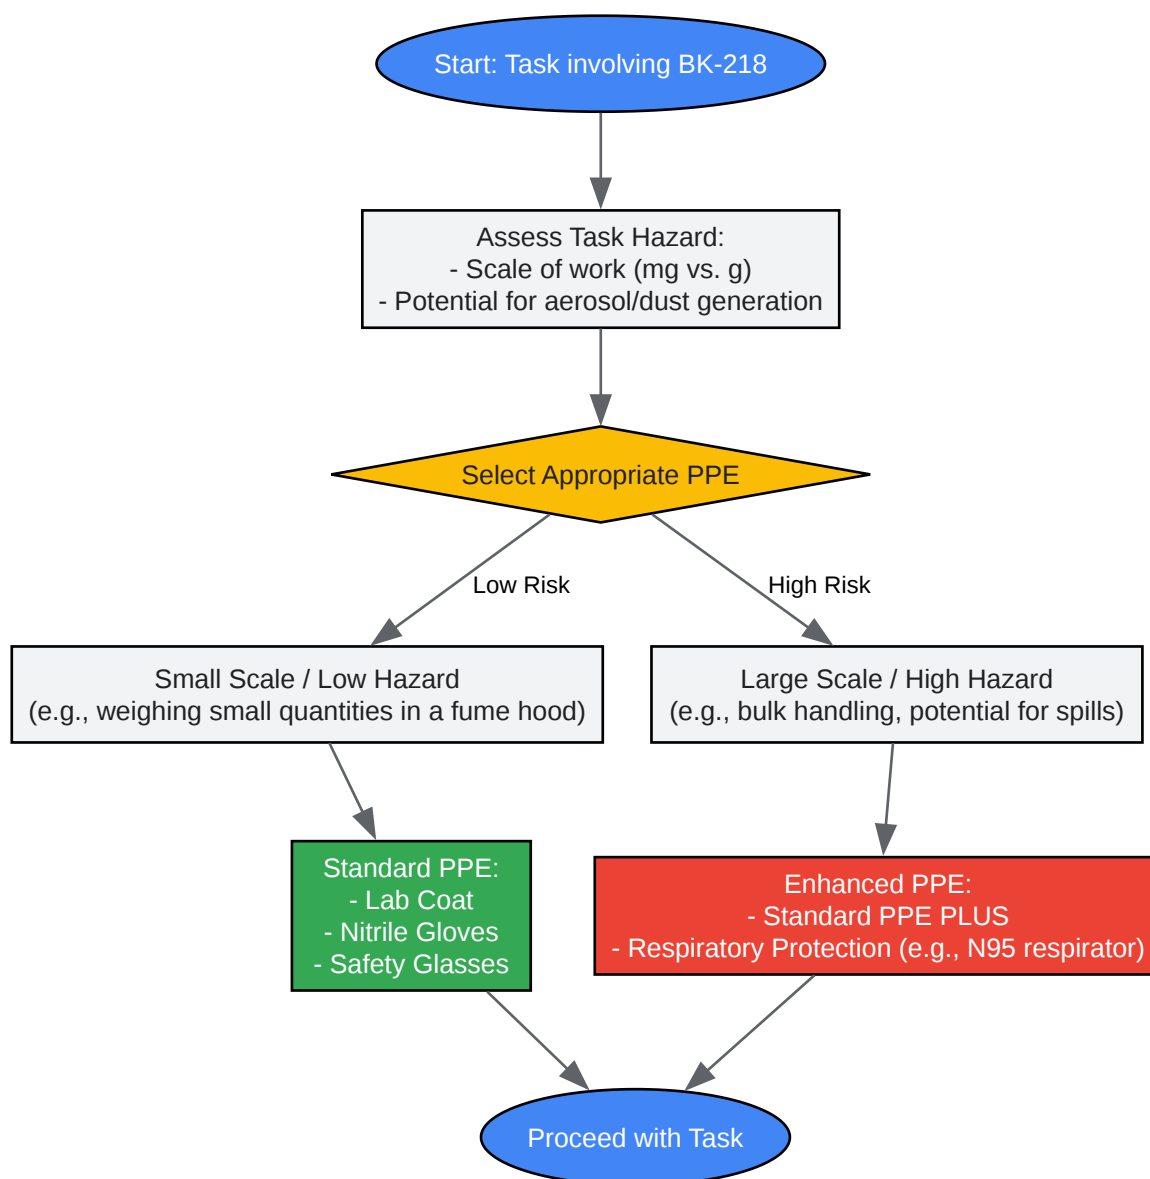 Start: Task involving BK-218
Assess Task Hazard:
- Scale of work (mg vs. g)
- Potential for aerosol/dust generation
Select Appropriate PPE
Low Risk
High Risk
Small Scale / Low Hazard
(e.g., weighing small quantities in a fume hood)
Large Scale / High Hazard
(e.g., bulk handling, potential for spills)
Standard PPE:
- Lab Coat
- Nitrile Gloves
- Safety Glasses
Enhanced PPE:
- Standard PPE PLUS
- Respiratory Protection (e.g., N95 respirator)
Proceed with Task